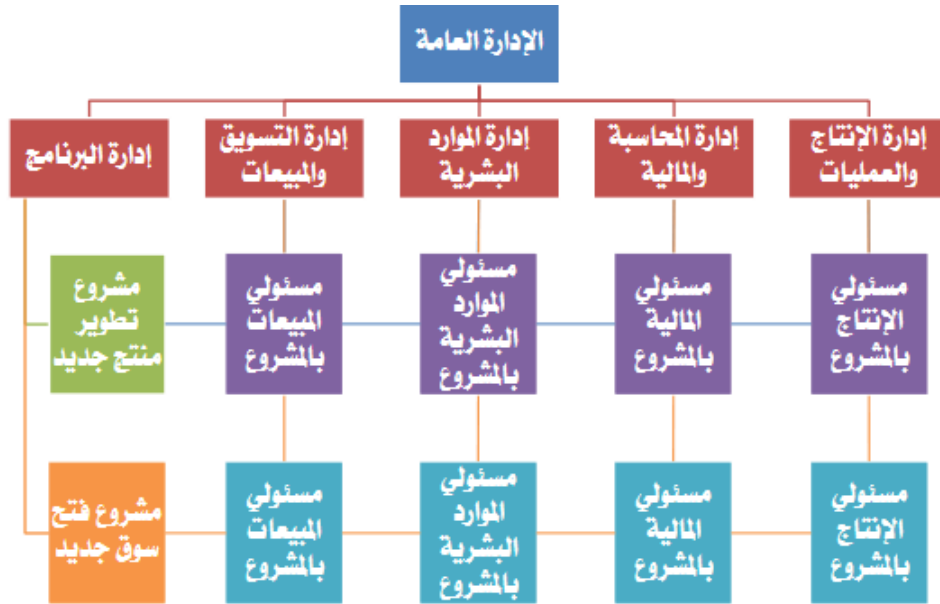 الإدارة العامة
إدارة الإنتاج
والعمليات
إدارة المحاسبة
والمالية
إدارة الموارد
البشرية
إدارة التسويق
والمبيعات
إدارة البرنامج
مسئولي
الإنتاج
بالمشروع
مسئولي
المالية
بالمشروع
مسئولي
الموارد
البشرية
بالمشروع
مسئولي
المبيعات
بالمشروع
مشروع
تطوير
منتج جديد
مسئولي
الإنتاج
بالمشروع
مسئولي
المالية
بالمشروع
مسئولي
الموارد
البشرية
بالمشروع
مسئولي
المبيعات
بالمشروع
مشروع فتح
سوق جديد